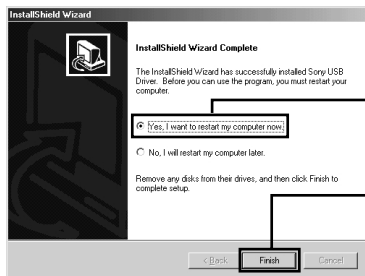 InstallShield Wizard
InstallShield Wizard Complete
The InstallShield Wizard has successfully installed Sony USB
Driver. Before you can use the program, you must restart your
computer.
Yes, I want to restart my computer now.
No, I will restart my computer later.
Remove any disks from their drives, and then click Finish to
complete setup.
< Back Finish Cancel